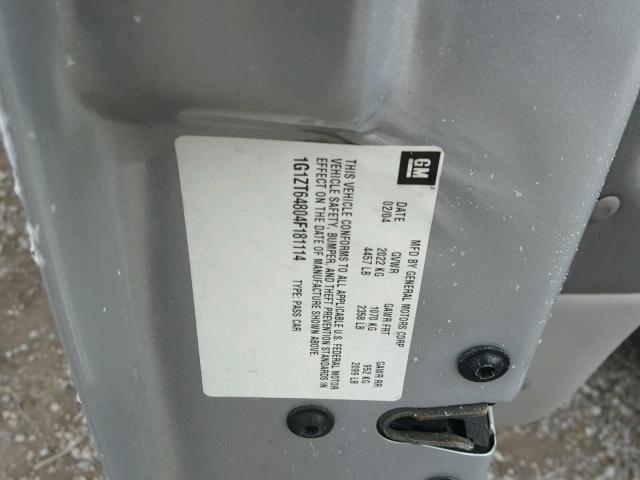 GM
MFD BY GENERAL MOTORS CORP
DATE GVWR GAWR FRT GAWR RR
02/04 2022 KG 1070 KG 952 KG
4457 LB 2358 LB 2099 LB
THIS VEHICLE CONFORMS TO ALL APPLICABLE U.S. FEDERAL MOTOR
VEHICLE SAFETY, BUMPER, AND THEFT PREVENTION STANDARDS IN
EFFECT ON THE DATE OF MANUFACTURE SHOWN ABOVE.
1G1ZT64804F181114 TYPE: PASS CAR